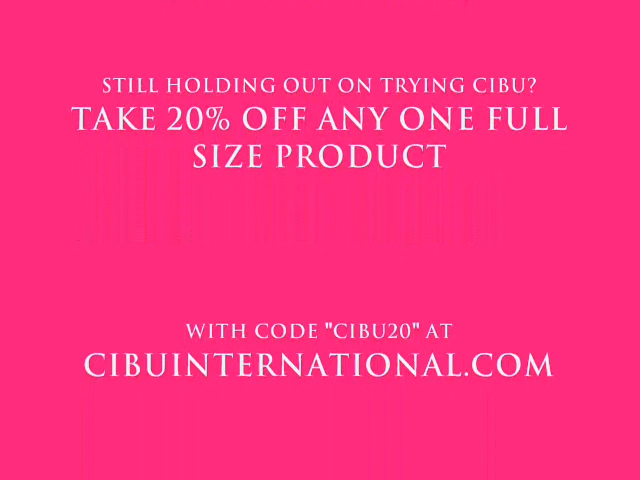 STILL HOLDING OUT ON TRYING CIBU?
TAKE 20% OFF ANY ONE FULL
SIZE PRODUCT
WITH CODE "CIBU20" AT
CIBUINTERNATIONAL.COM